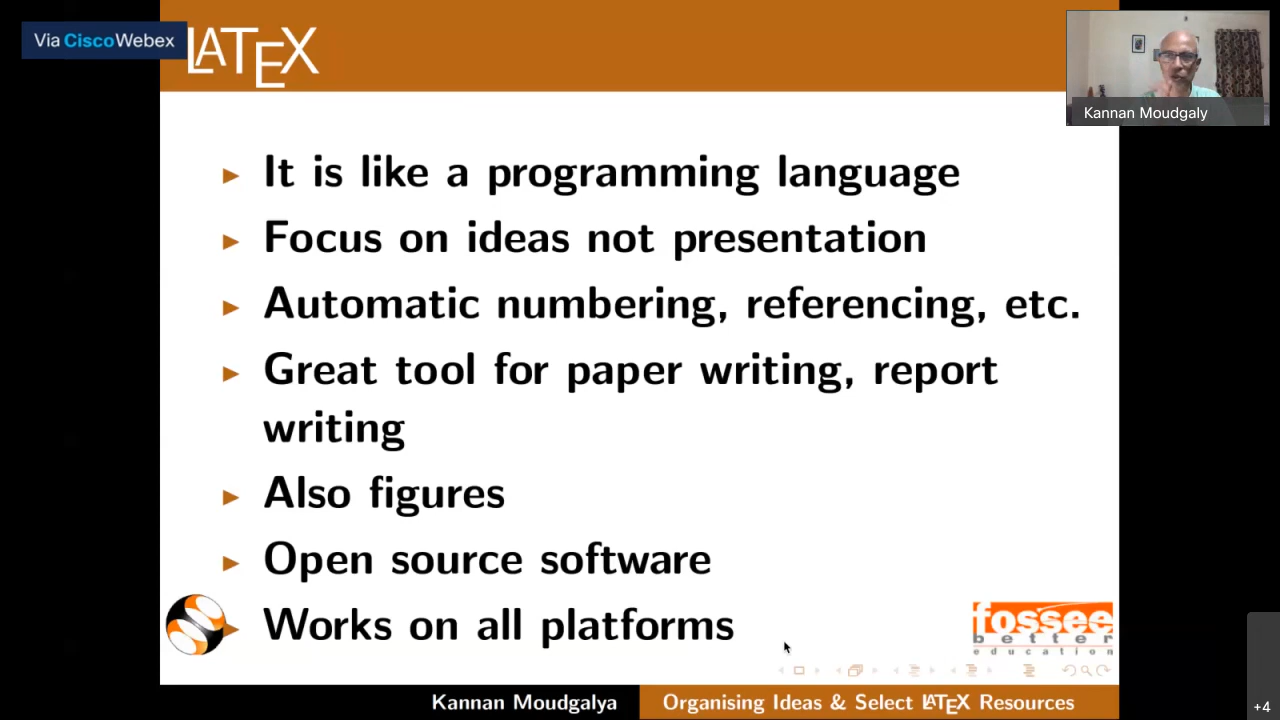 Via CiscoWebex
LATEX
Kannan Moudgaly
It is like a programming language
Focus on ideas not presentation
Automatic numbering, referencing, etc.
Great tool for paper writing, report
writing
Also figures
Open source software
Works on all platforms
fossee
better
education
Kannan Moudgalya
Organising Ideas & Select LATEX Resources
+4